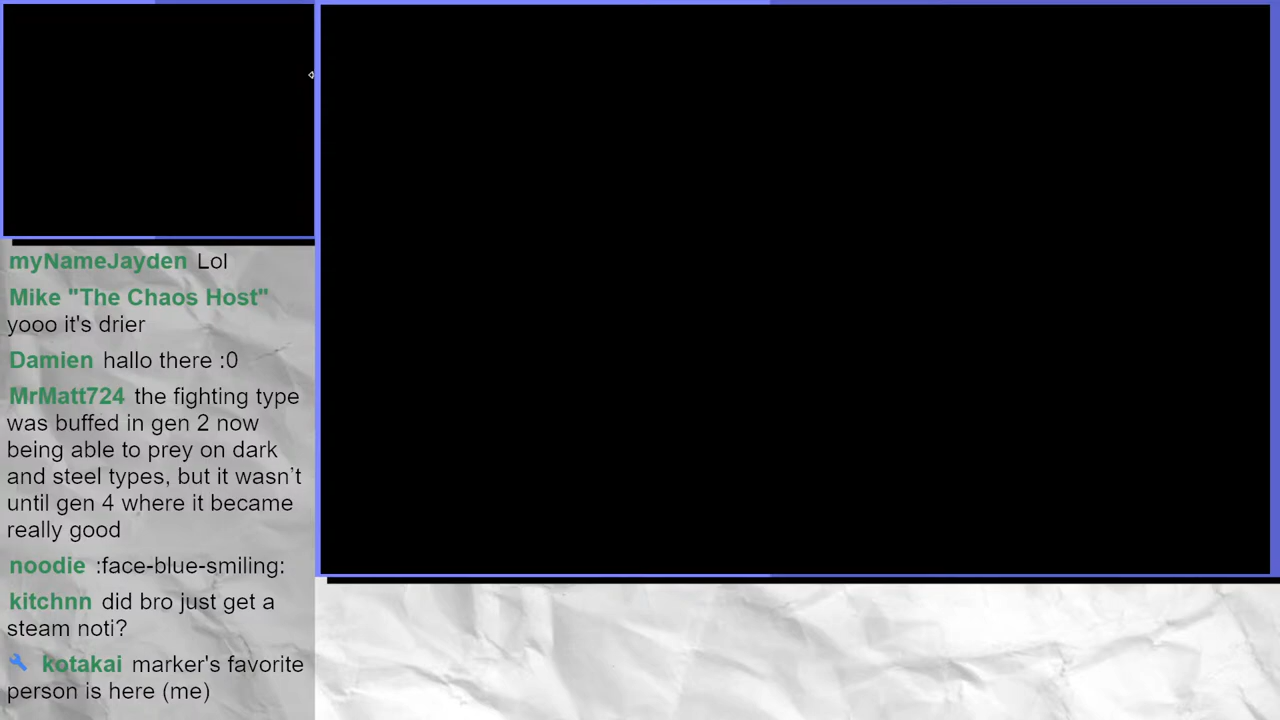 myNameJayden Lol
Mike "The Chaos Host"
yooo it's drier
Damien hallo there :0
MrMatt724 the fighting type
was buffed in gen 2 now
being able to prey on dark
and steel types, but it wasn’t
until gen 4 where it became
really good
noodie :face-blue-smiling:
kitchnn did bro just get a
steam noti?
kotakai marker's favorite
person is here (me)